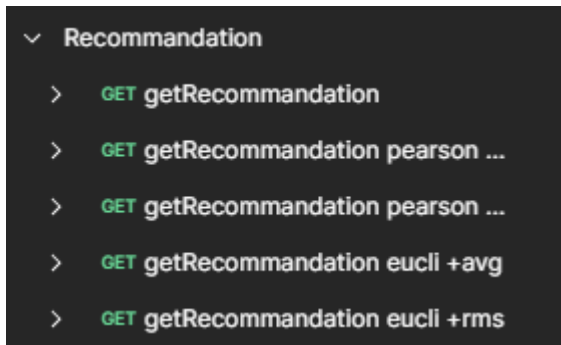 Recommandation
GET getRecommandation
GET getRecommandation pearson ...
GET getRecommandation pearson ...
GET getRecommandation eucli +avg
GET getRecommandation eucli +rms